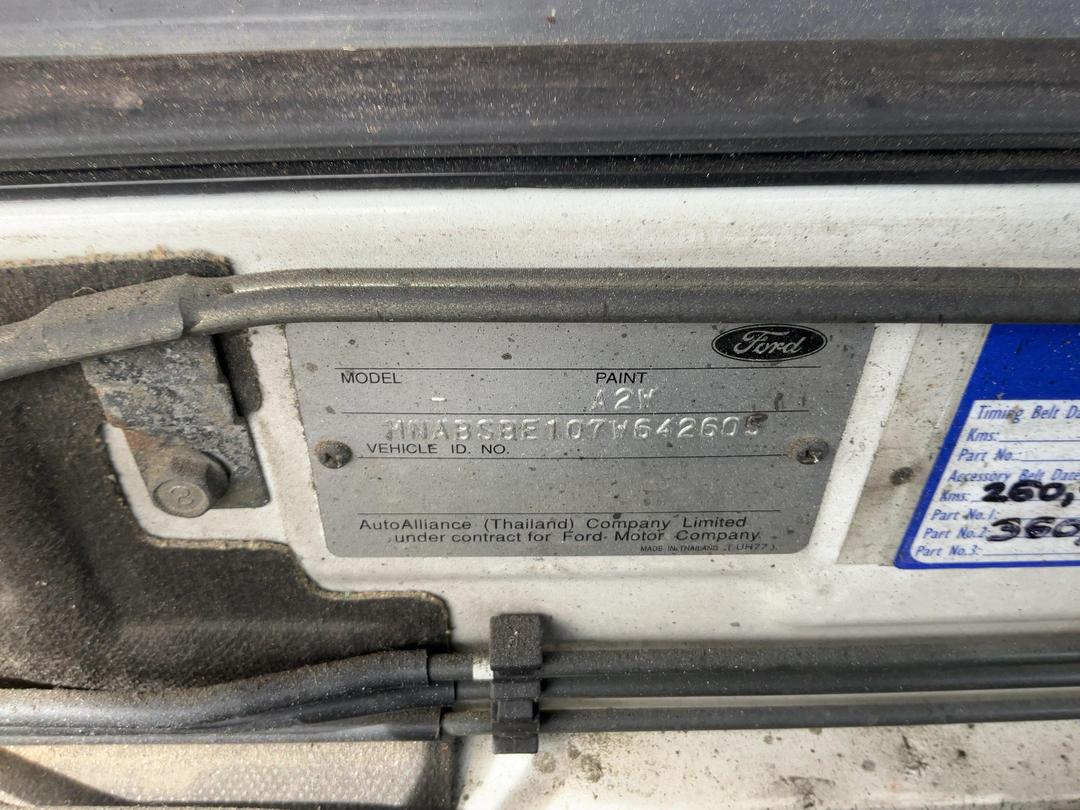 Ford
MODEL PAINT
- A2W
MNABSBE107W642605
VEHICLE ID. NO.
AutoAlliance (Thailand) Company Limited
under contract for Ford Motor Company
MADE IN THAILAND (UH77)
8
Timing Belt Da
Kms:
Part No.:
Accessory Belt Date
Kms: 260,
Part No.1:
Part No.2: 360,
Part No.3: